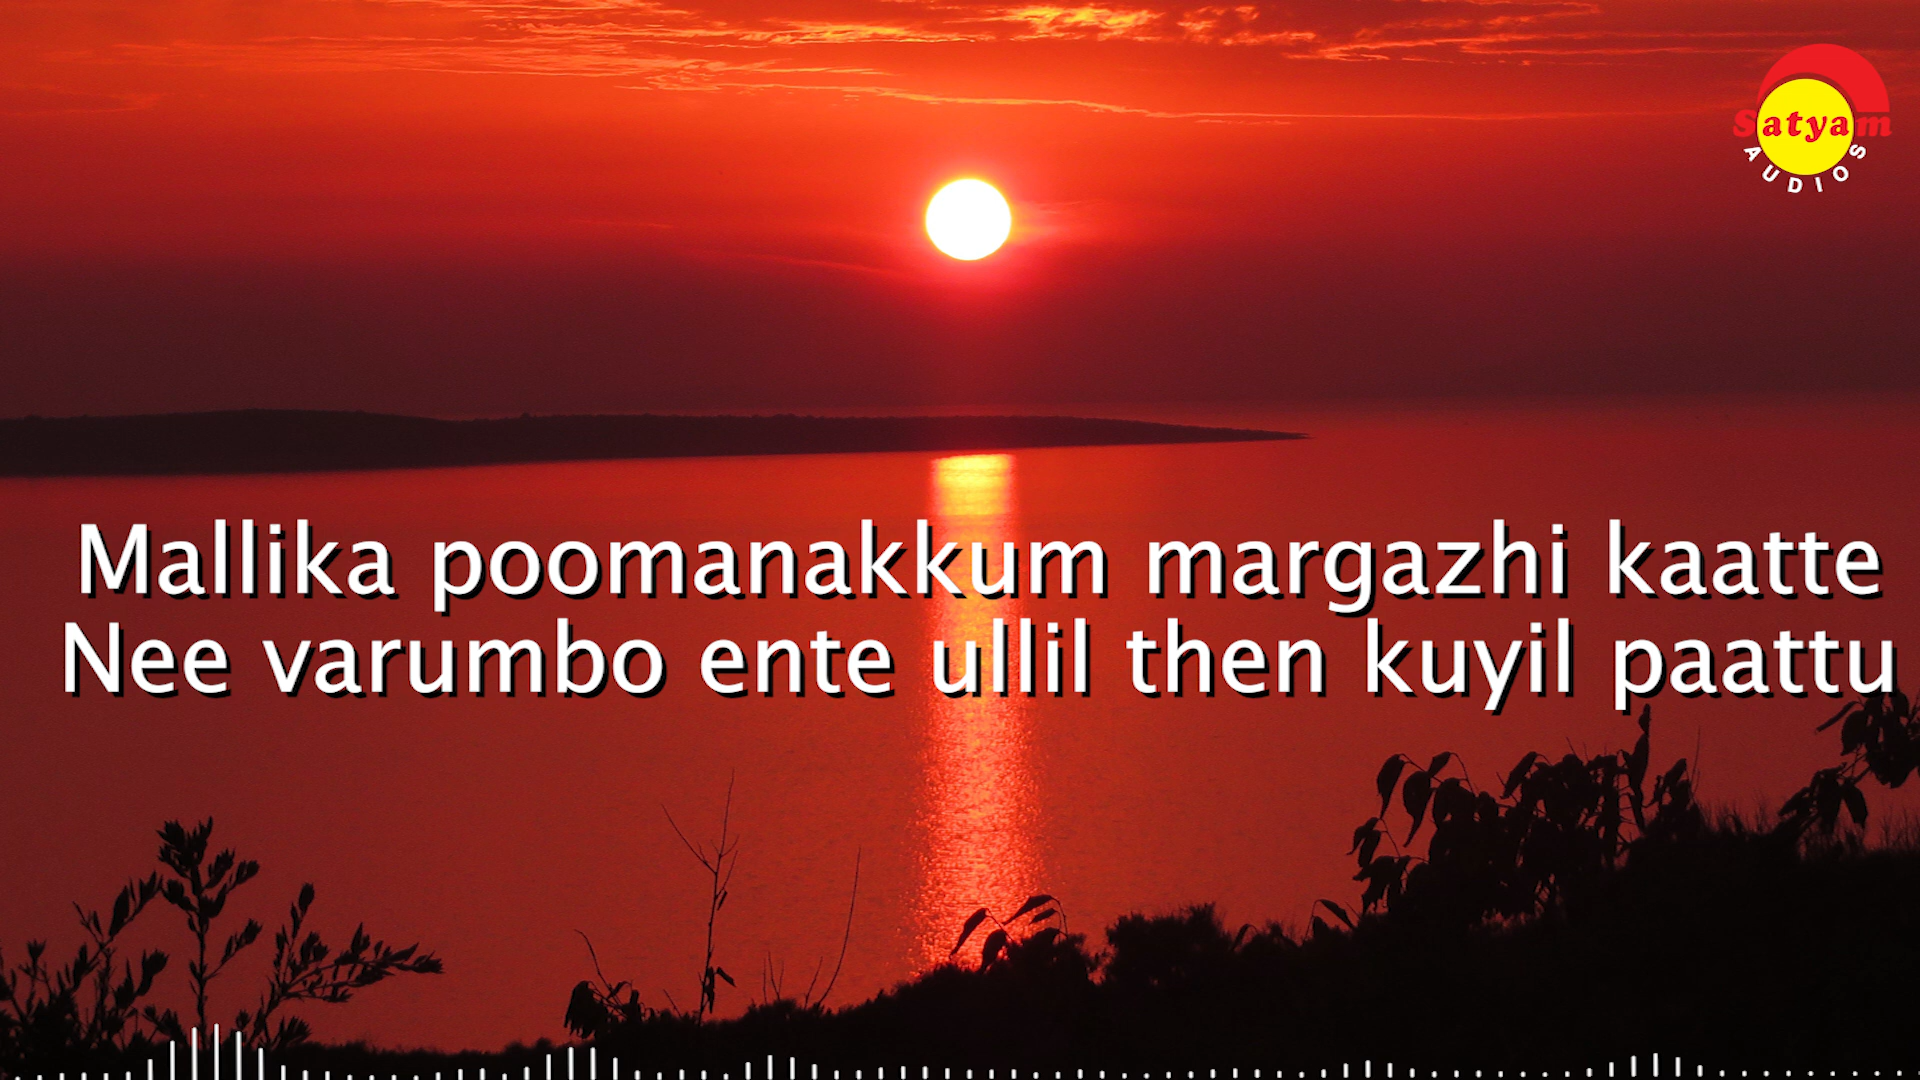 Satyam
AUDIOS
Mallika poomanakkum margazhi kaatte
Nee varumbo ente ullil then kuyil paattu